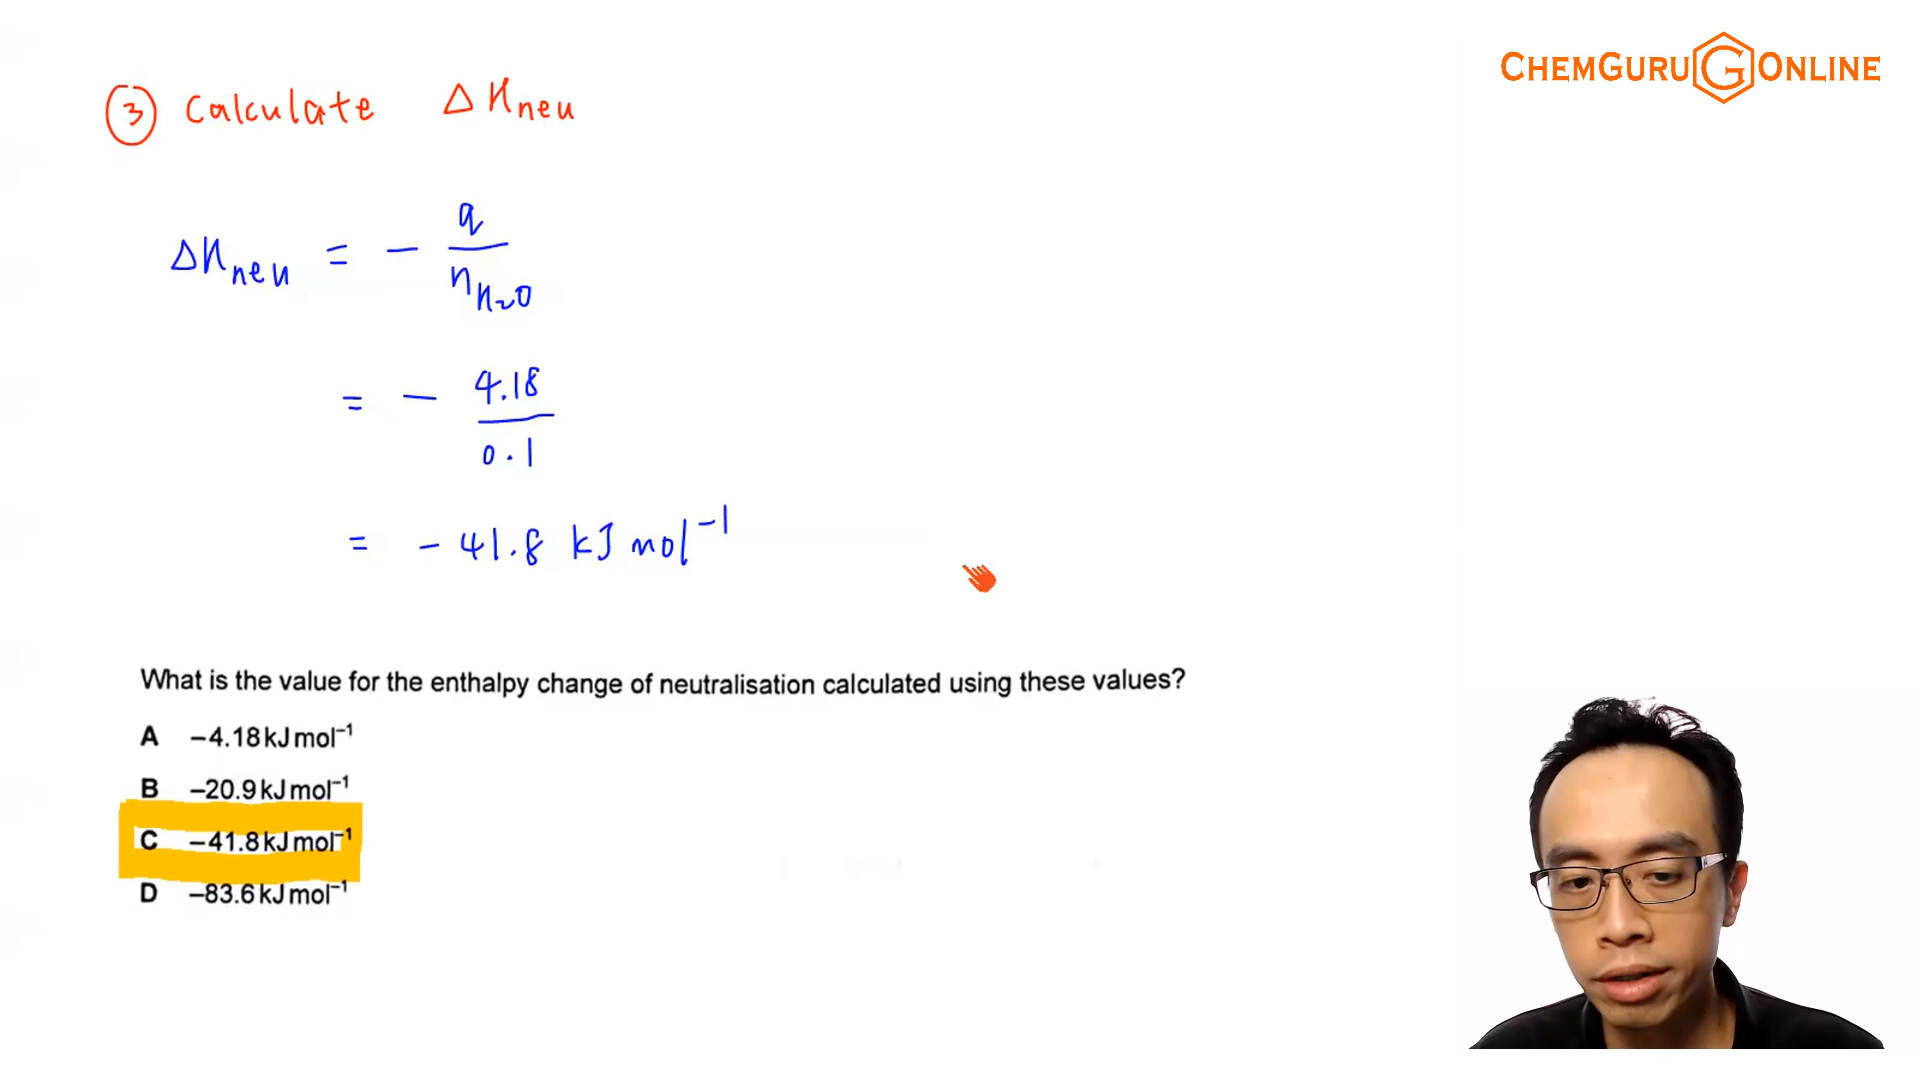 CHEMGURU G ONLINE
③ Calculate ΔHneu
ΔHneu = - q / nH₂O
= - 4.18 / 0.1
= - 41.8 kJ mol⁻¹
What is the value for the enthalpy change of neutralisation calculated using these values?
A −4.18 kJ mol⁻¹
B −20.9 kJ mol⁻¹
C −41.8 kJ mol⁻¹
D −83.6 kJ mol⁻¹